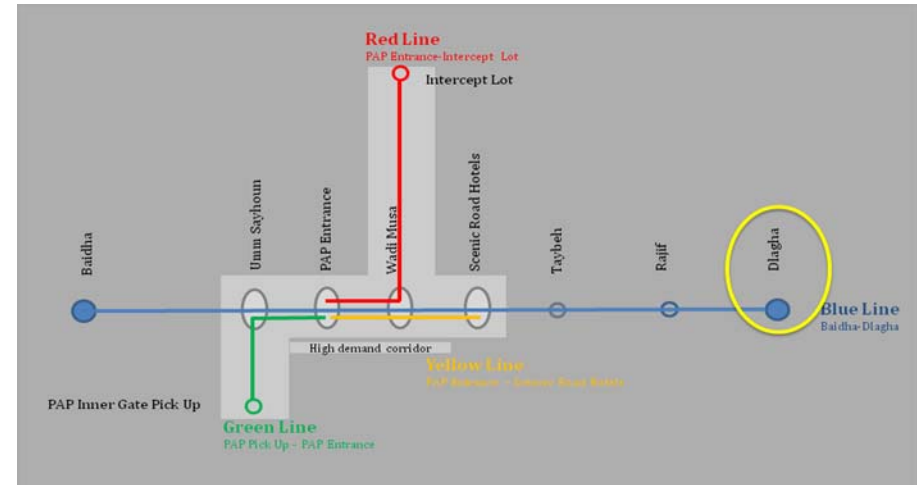 Red Line
PAP Entrance-Intercept Lot
Intercept Lot
Baidha
Umm Sayhoun
PAP Entrance
Wadi Musa
Scenic Road Hotels
Taybeh
Rajif
Dlagha
Blue Line
Baidha-Dlagha
High demand corridor
Yellow Line
PAP Entrance - Scenic Road Hotels
PAP Inner Gate Pick Up
Green Line
PAP Pick Up - PAP Entrance